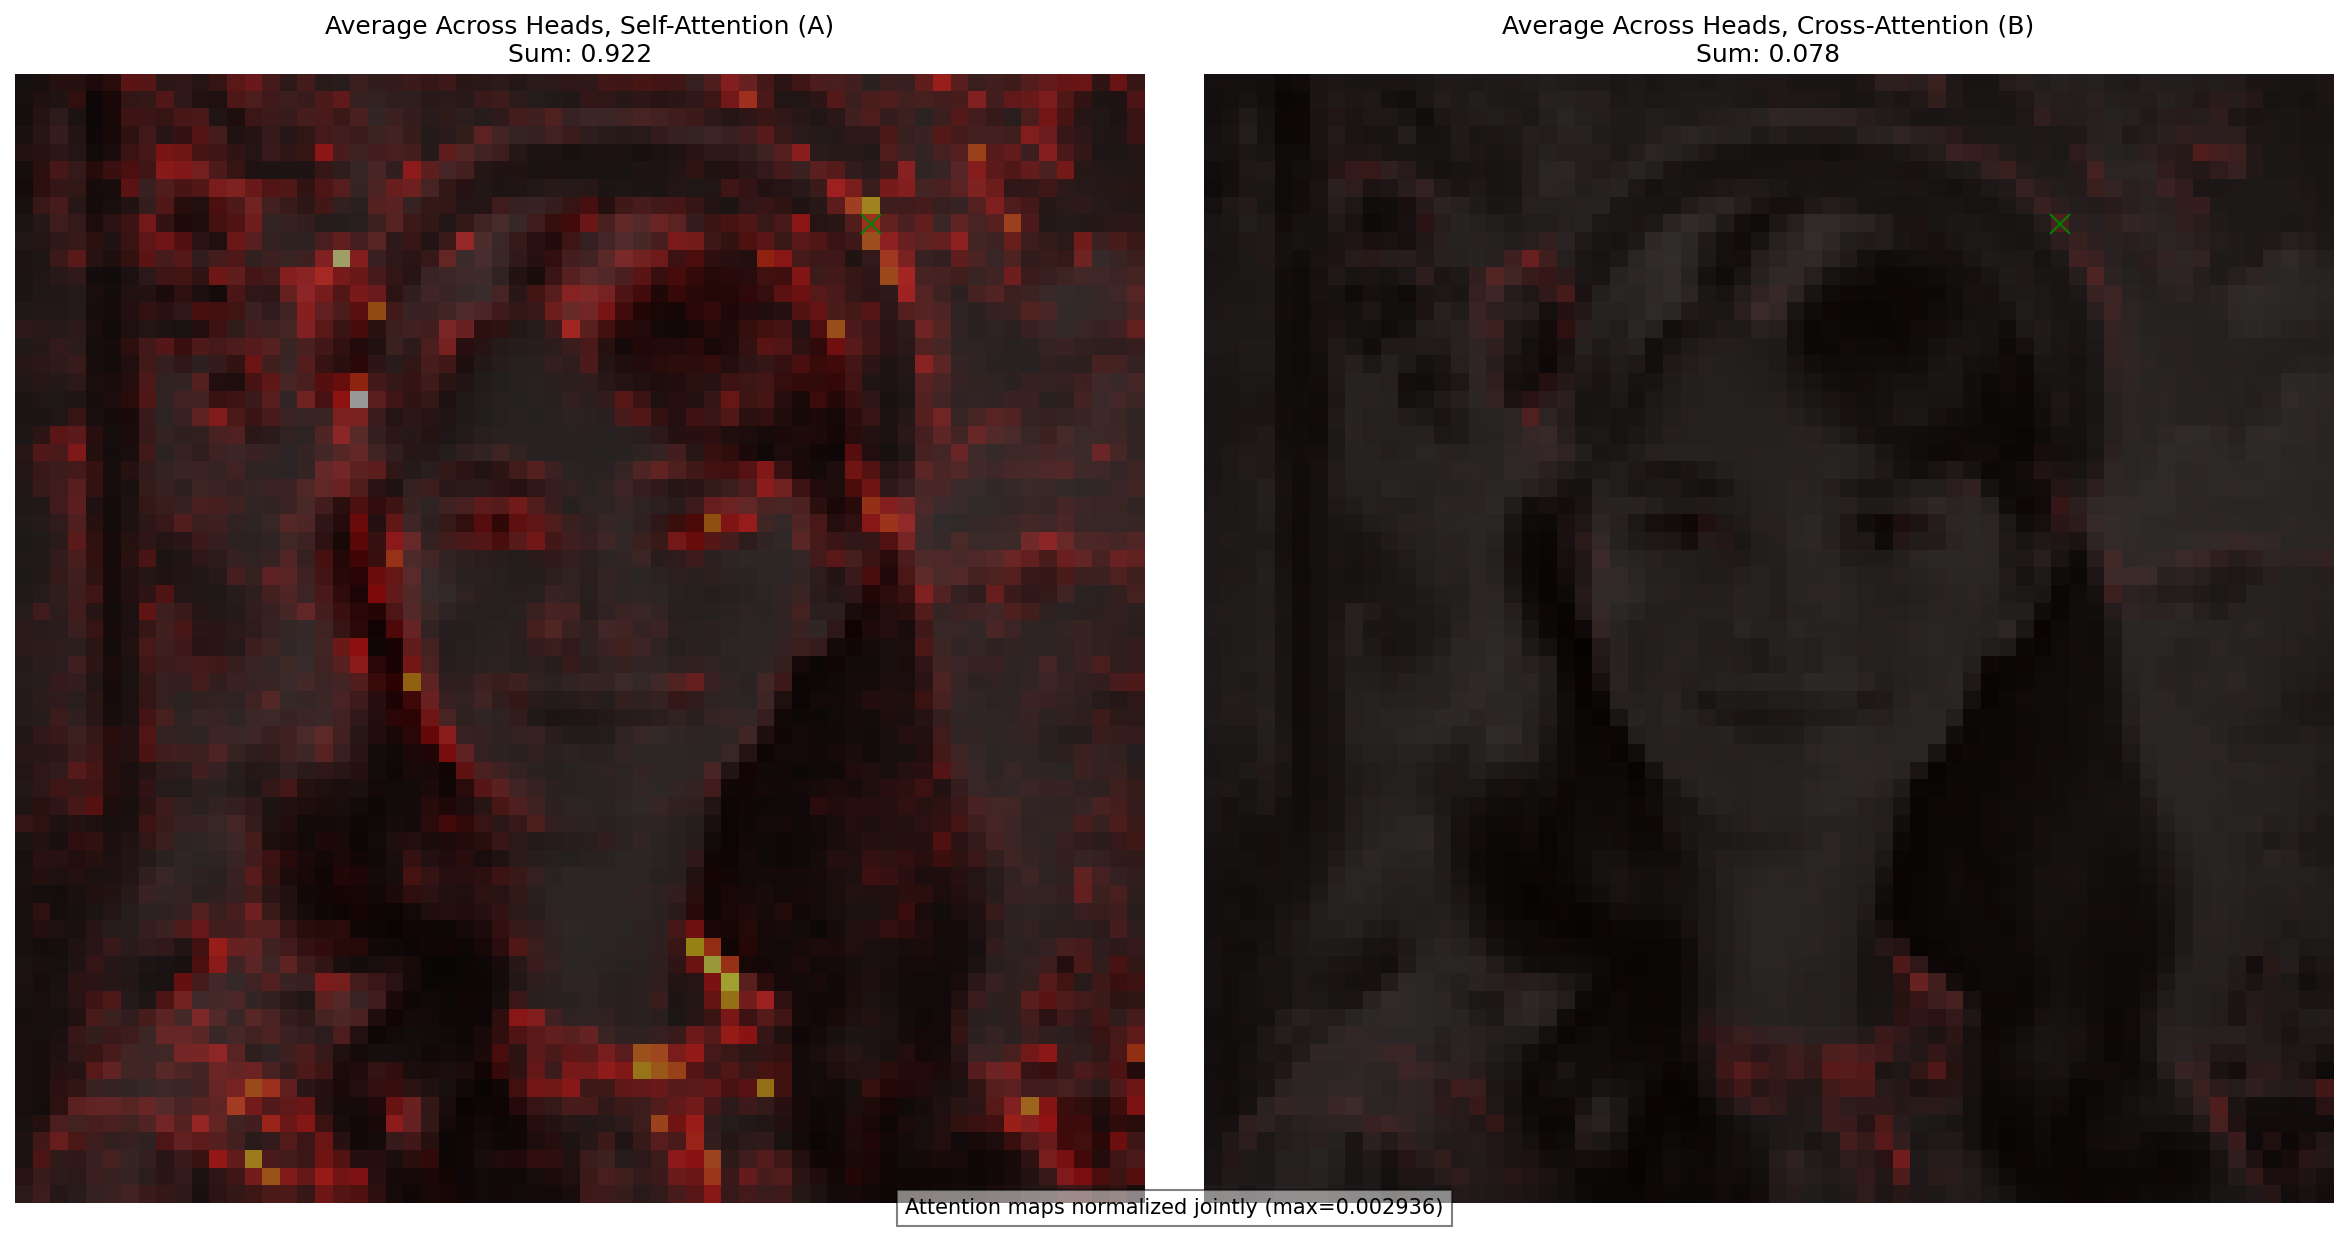 Average Across Heads, Self-Attention (A)
Sum: 0.922
Average Across Heads, Cross-Attention (B)
Sum: 0.078
Attention maps normalized jointly (max=0.002936)